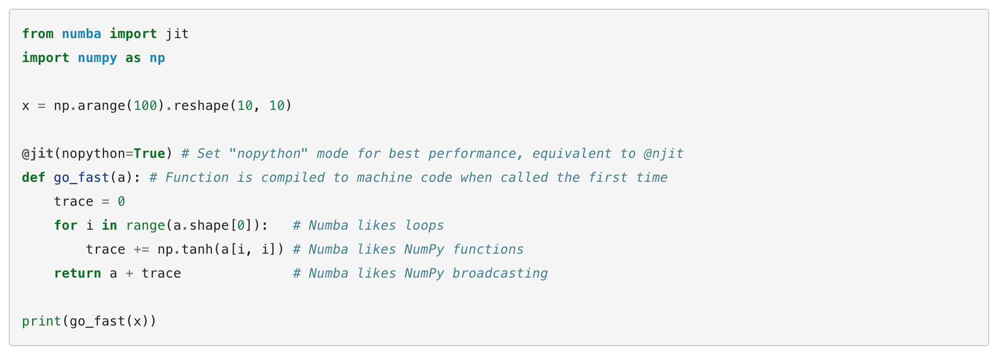 from numba import jit
import numpy as np

x = np.arange(100).reshape(10, 10)

@jit(nopython=True) # Set "nopython" mode for best performance, equivalent to @njit
def go_fast(a): # Function is compiled to machine code when called the first time
    trace = 0
    for i in range(a.shape[0]):   # Numba likes loops
        trace += np.tanh(a[i, i]) # Numba likes NumPy functions
    return a + trace              # Numba likes NumPy broadcasting

print(go_fast(x))